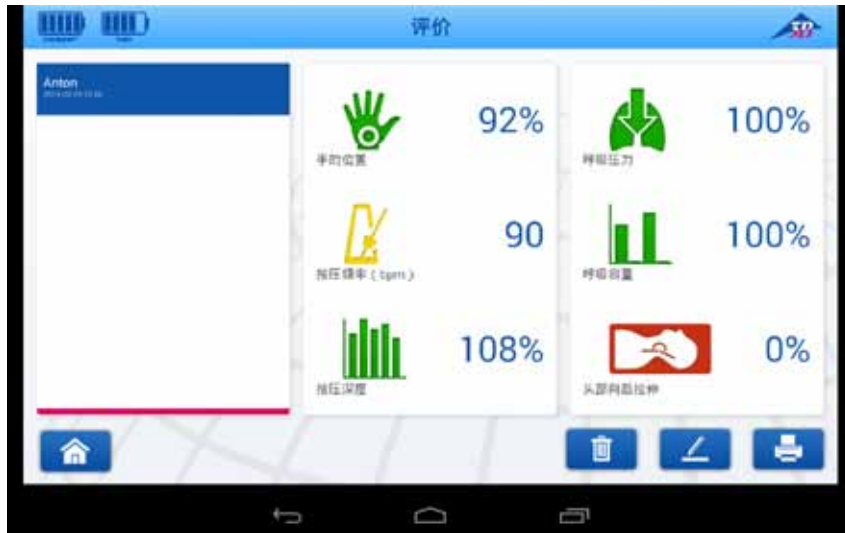 评价
Anton
手的位置
92%
按压频率 ( bpm )
90
按压深度
108%
呼吸压力
100%
呼吸容量
100%
头部向后拉伸
0%